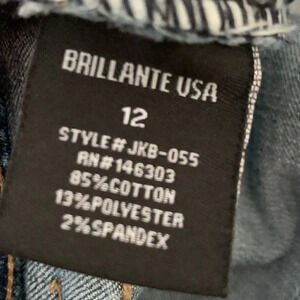 BRILLANTE USA
12
STYLE#JKB-055
RN#146303
85%COTTON
13%POLYESTER
2%SPANDEX